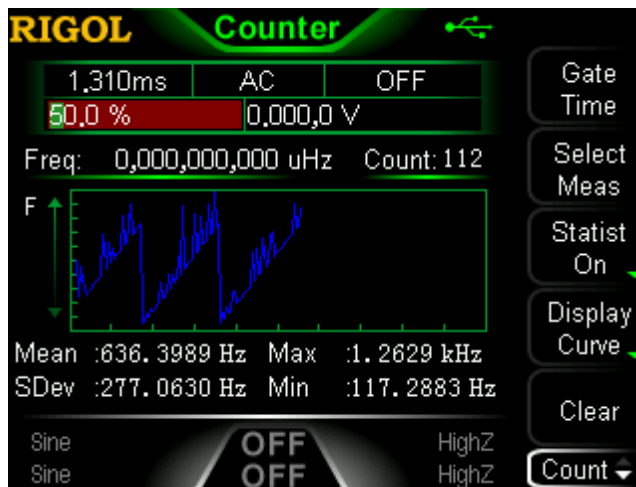 RIGOL Counter
1.310ms AC OFF
50.0 % 0,000,0 V
Freq: 0,000,000,000 uHz Count: 112
F
Mean :636.3989 Hz Max :1.2629 kHz
SDev :277.0630 Hz Min :117.2883 Hz
Sine OFF HighZ
Sine OFF HighZ
Gate
Time
Select
Meas
Statist
On
Display
Curve
Clear
Count